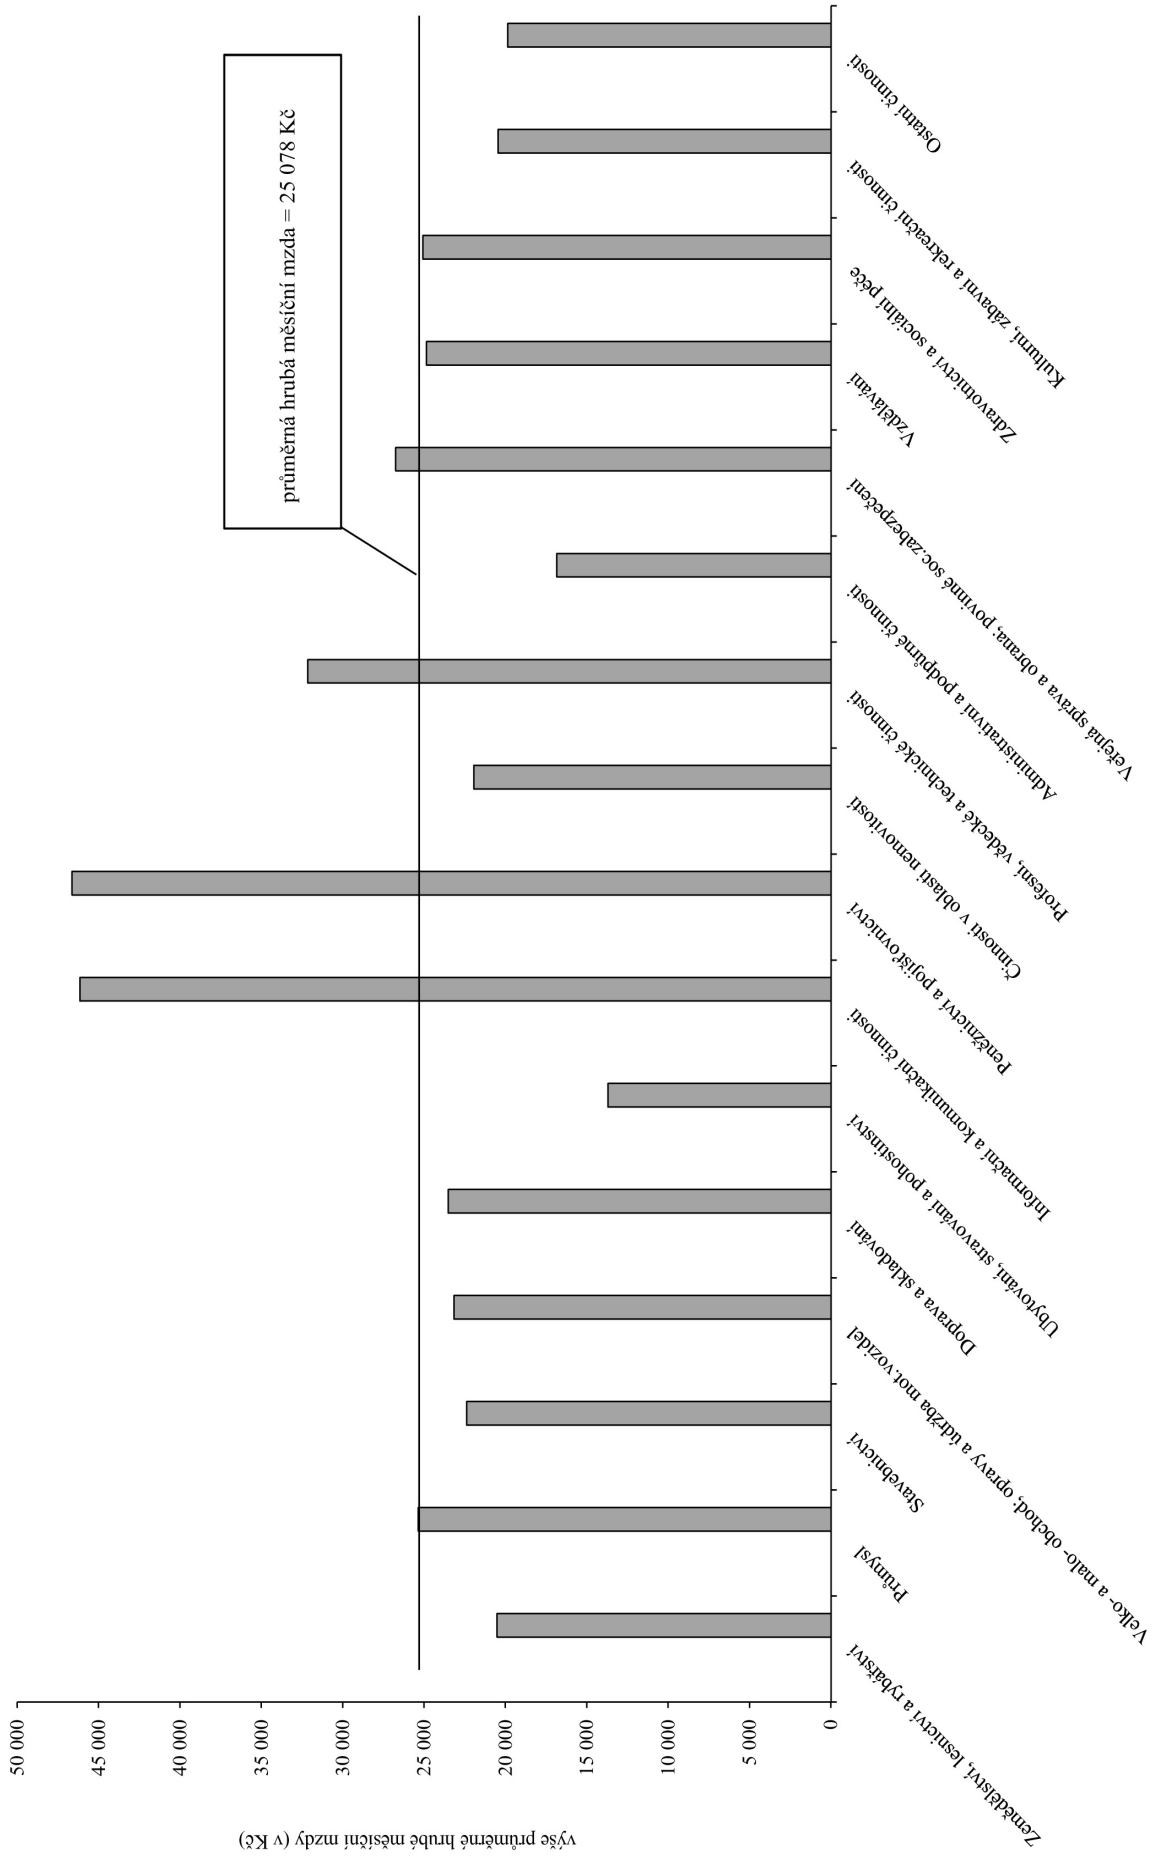 výše průměrné hrubé měsíční mzdy (v Kč)
50 000
45 000
40 000
35 000
30 000
25 000
20 000
15 000
10 000
5 000
0
průměrná hrubá měsíční mzda = 25 078 Kč
Zemědělství, lesnictví a rybářství
Průmysl
Stavebnictví
Velko- a malo- obchod; opravy a údržba mot.vozidel
Doprava a skladování
Ubytování, stravování a pohostinství
Informační a komunikační činnosti
Peněžnictví a pojišťovnictví
Činnosti v oblasti nemovitostí
Profesní, vědecké a technické činnosti
Administrativní a podpůrné činnosti
Veřejná správa a obrana; povinné soc.zabezpečení
Vzdělávání
Zdravotnictví a sociální péče
Kulturní, zábavní a rekreační činnosti
Ostatní činnosti